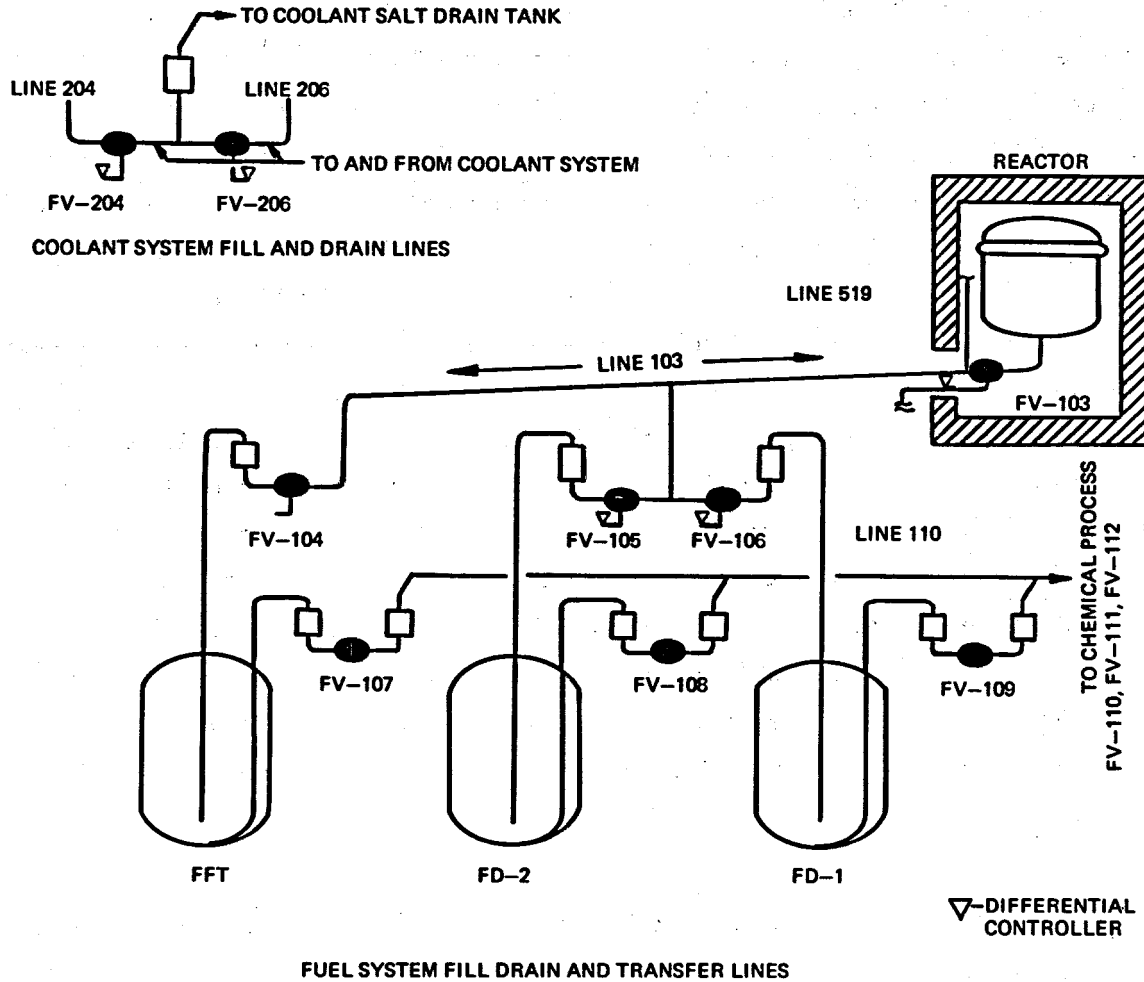 TO COOLANT SALT DRAIN TANK
LINE 204
LINE 206
TO AND FROM COOLANT SYSTEM
FV–204
FV–206
COOLANT SYSTEM FILL AND DRAIN LINES
REACTOR
LINE 519
LINE 103
FV–103
FV–104
FV–105
FV–106
LINE 110
TO CHEMICAL PROCESS
FV–110, FV–111, FV–112
FV–107
FV–108
FV–109
FFT
FD–2
FD–1
–DIFFERENTIAL
CONTROLLER
FUEL SYSTEM FILL DRAIN AND TRANSFER LINES